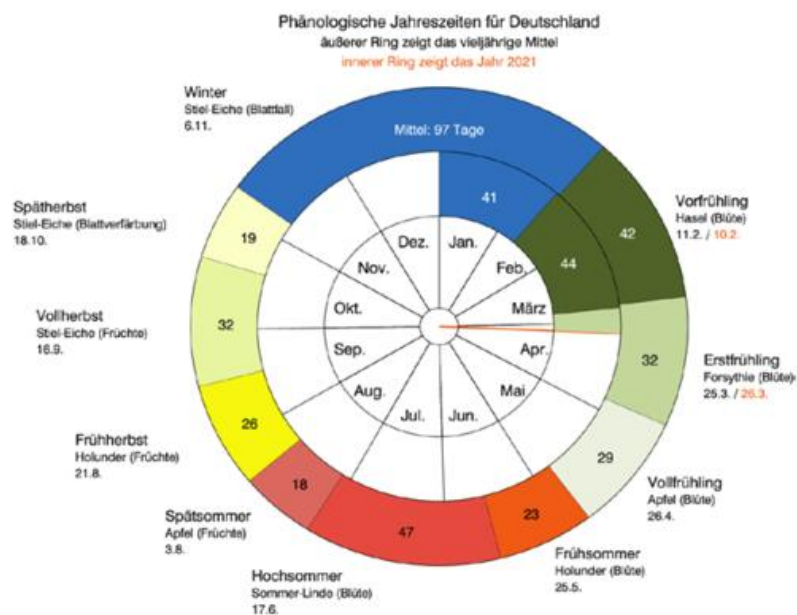 Phänologische Jahreszeiten für Deutschland
äußerer Ring zeigt das vieljährige Mittel
innerer Ring zeigt das Jahr 2021
Winter
Stiel-Eiche (Blattfall)
6.11.
Mittel: 97 Tage
41
Vorfrühling
Hasel (Blüte)
11.2. / 10.2.
42
44
Erstfrühling
Forsythie (Blüte)
25.3. / 26.3.
32
Vollfrühling
Apfel (Blüte)
26.4.
29
Frühsommer
Holunder (Blüte)
25.5.
23
Hochsommer
Sommer-Linde (Blüte)
17.6.
47
Spätsommer
Apfel (Früchte)
3.8.
18
Frühherbst
Holunder (Früchte)
21.8.
26
Vollherbst
Stiel-Eiche (Früchte)
16.9.
32
Spätherbst
Stiel-Eiche (Blattverfärbung)
18.10.
19
Jan.
Feb.
März
Apr.
Mai
Jun.
Jul.
Aug.
Sep.
Okt.
Nov.
Dez.